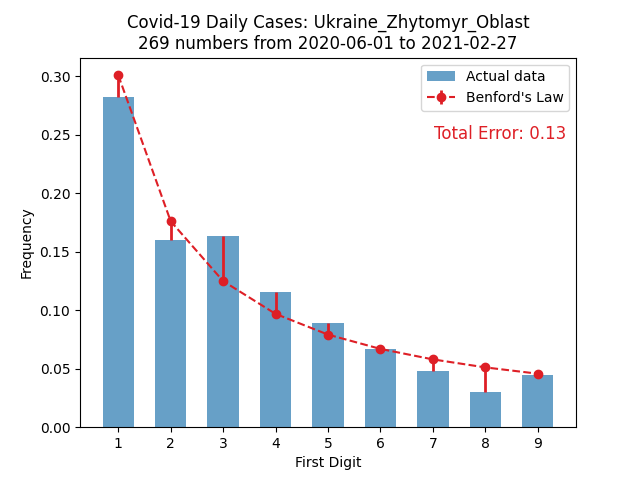 Covid-19 Daily Cases: Ukraine_Zhytomyr_Oblast
269 numbers from 2020-06-01 to 2021-02-27
Actual data
Benford's Law
Total Error: 0.13
0.30
0.25
0.20
0.15
0.10
0.05
0.00
Frequency
1 2 3 4 5 6 7 8 9
First Digit